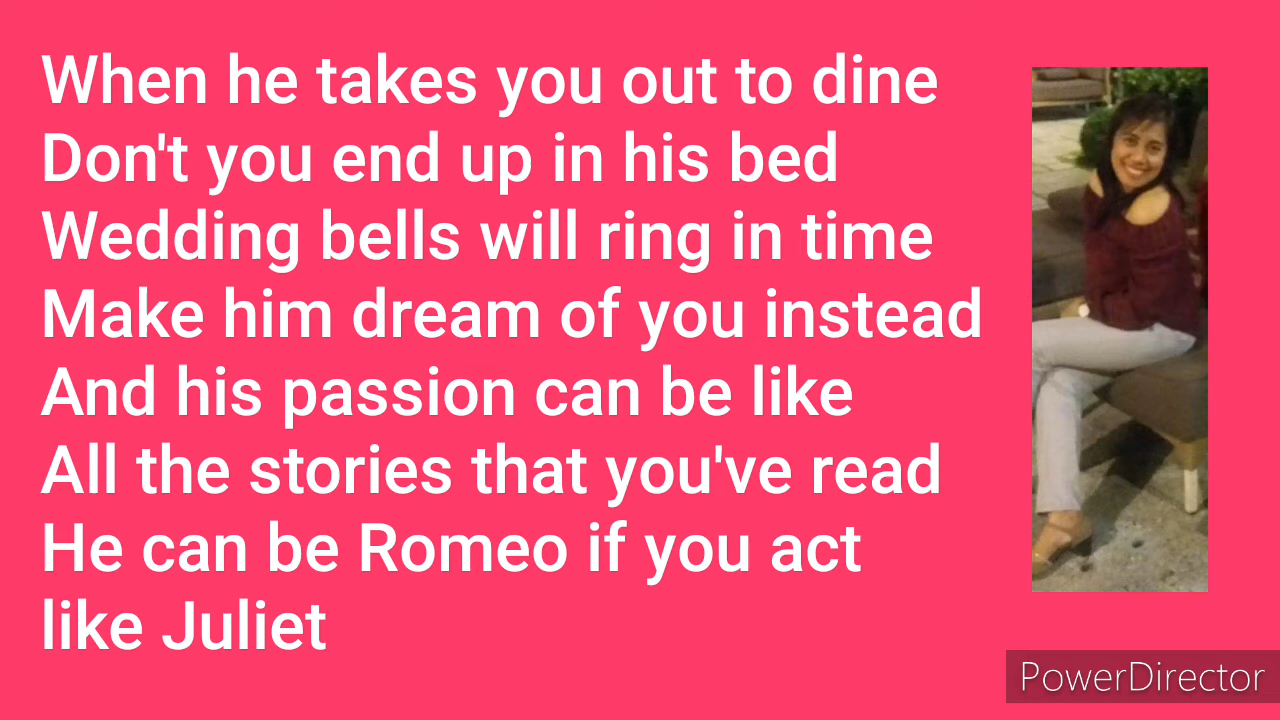 When he takes you out to dine
Don't you end up in his bed
Wedding bells will ring in time
Make him dream of you instead
And his passion can be like
All the stories that you've read
He can be Romeo if you act
like Juliet
PowerDirector